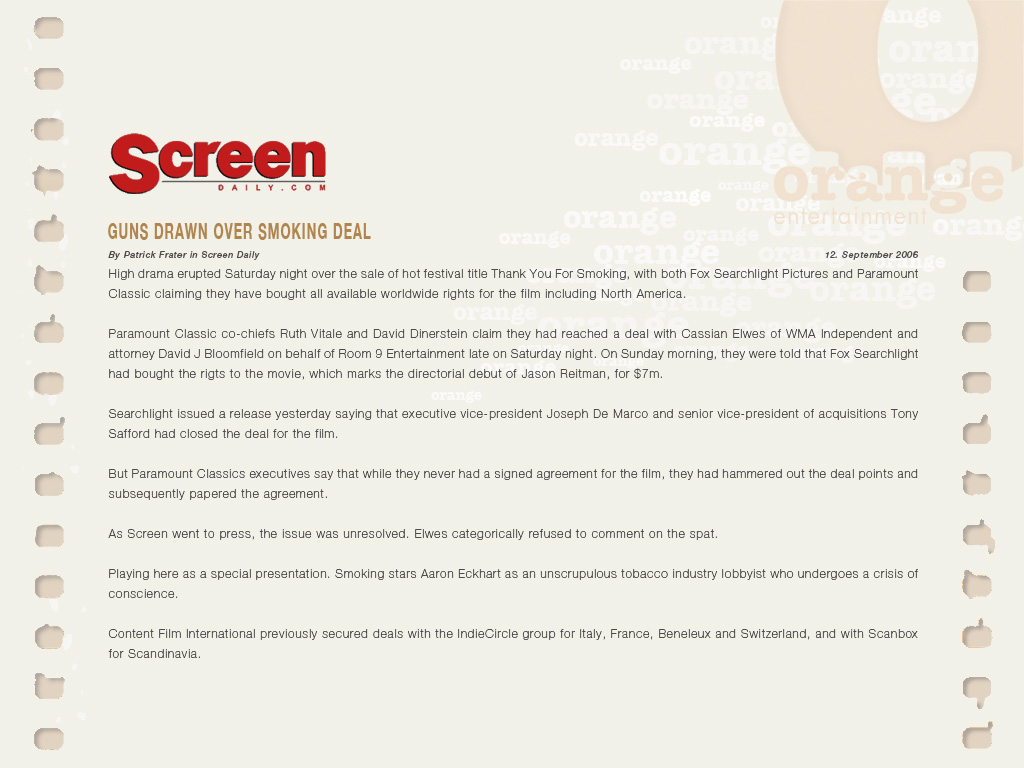 orange
entertainment
Screen
DAILY.COM
GUNS DRAWN OVER SMOKING DEAL
By Patrick Frater in Screen Daily
12. September 2006
High drama erupted Saturday night over the sale of hot festival title Thank You For Smoking, with both Fox Searchlight Pictures and Paramount
Classic claiming they have bought all available worldwide rights for the film including North America.
Paramount Classic co-chiefs Ruth Vitale and David Dinerstein claim they had reached a deal with Cassian Elwes of WMA Independent and
attorney David J Bloomfield on behalf of Room 9 Entertainment late on Saturday night. On Sunday morning, they were told that Fox Searchlight
had bought the rigts to the movie, which marks the directorial debut of Jason Reitman, for $7m.
Searchlight issued a release yesterday saying that executive vice-president Joseph De Marco and senior vice-president of acquisitions Tony
Safford had closed the deal for the film.
But Paramount Classics executives say that while they never had a signed agreement for the film, they had hammered out the deal points and
subsequently papered the agreement.
As Screen went to press, the issue was unresolved. Elwes categorically refused to comment on the spat.
Playing here as a special presentation. Smoking stars Aaron Eckhart as an unscrupulous tobacco industry lobbyist who undergoes a crisis of
conscience.
Content Film International previously secured deals with the IndieCircle group for Italy, France, Beneleux and Switzerland, and with Scanbox
for Scandinavia.